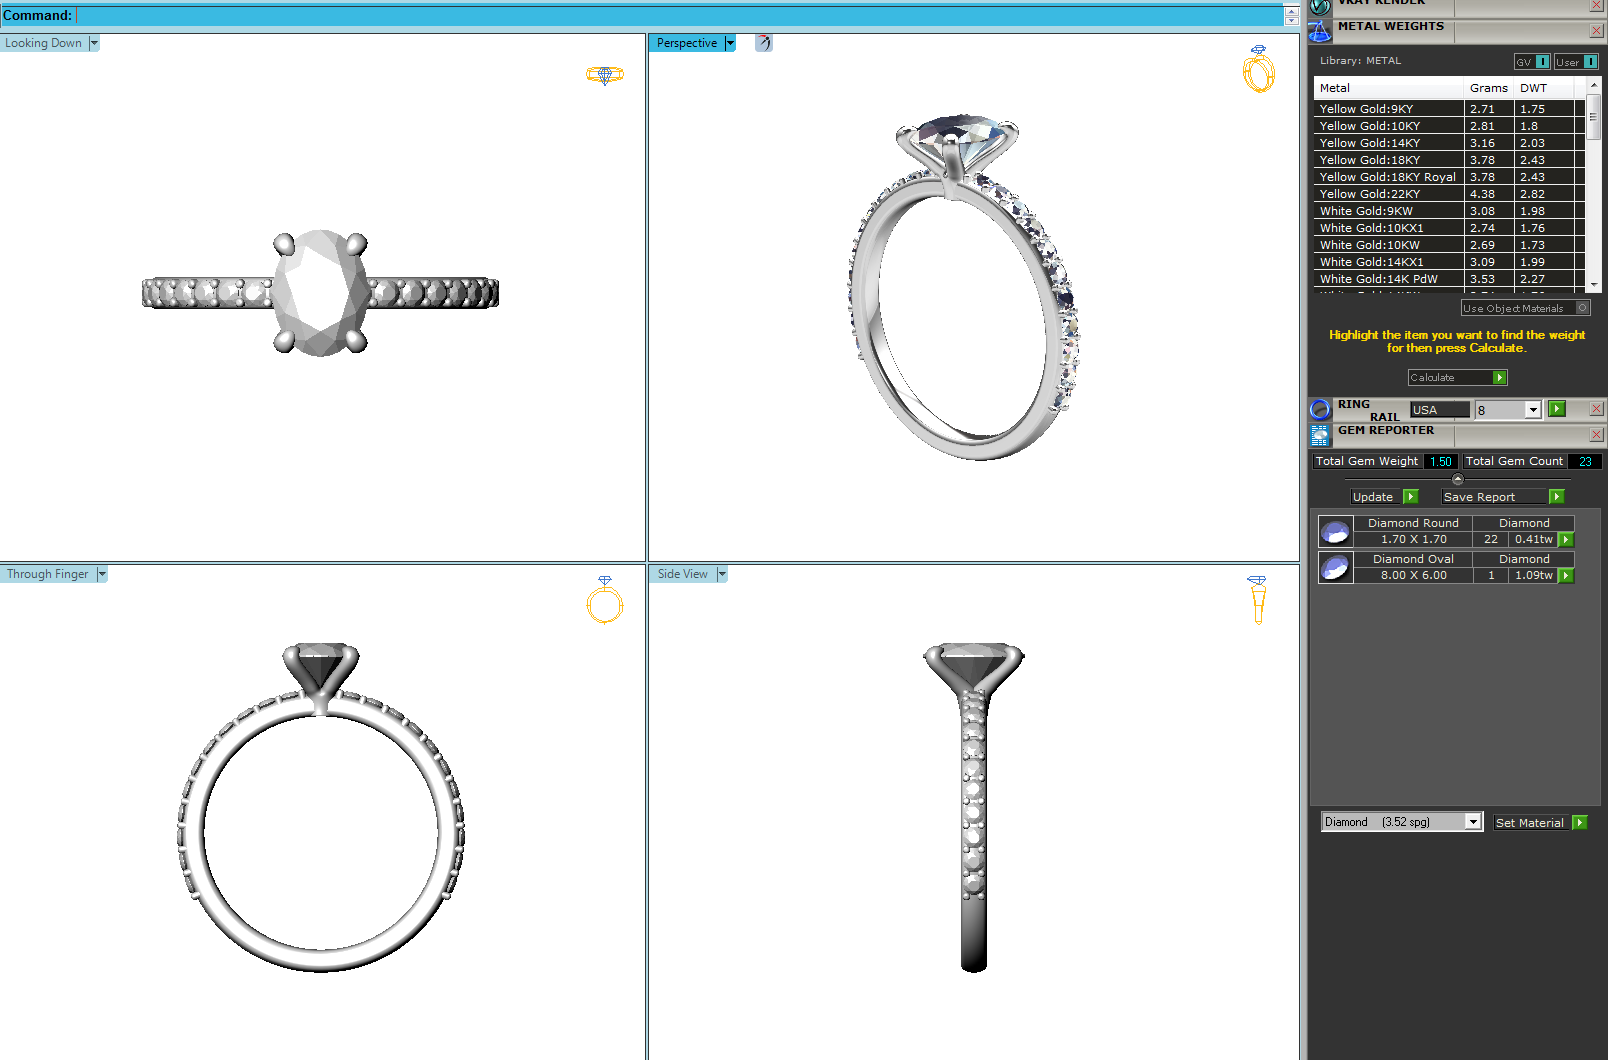 Command:
Looking Down
Perspective
Through Finger
Side View
VRAY RENDER
METAL WEIGHTS
Library: METAL
GV I User I
Metal Grams DWT
Yellow Gold:9KY 2.71 1.75
Yellow Gold:10KY 2.81 1.8
Yellow Gold:14KY 3.16 2.03
Yellow Gold:18KY 3.78 2.43
Yellow Gold:18KY Royal 3.78 2.43
Yellow Gold:22KY 4.38 2.82
White Gold:9KW 3.08 1.98
White Gold:10KX1 2.74 1.76
White Gold:10KW 2.69 1.73
White Gold:14KX1 3.09 1.99
White Gold:14K PdW 3.53 2.27
Use Object Materials O
Highlight the item you want to find the weight
for then press Calculate.
Calculate
RING RAIL USA 8
GEM REPORTER
Total Gem Weight 1.50 Total Gem Count 23
Update Save Report
Diamond Round Diamond
1.70 X 1.70 22 0.41tw
Diamond Oval Diamond
8.00 X 6.00 1 1.09tw
Diamond (3.52 spg) Set Material